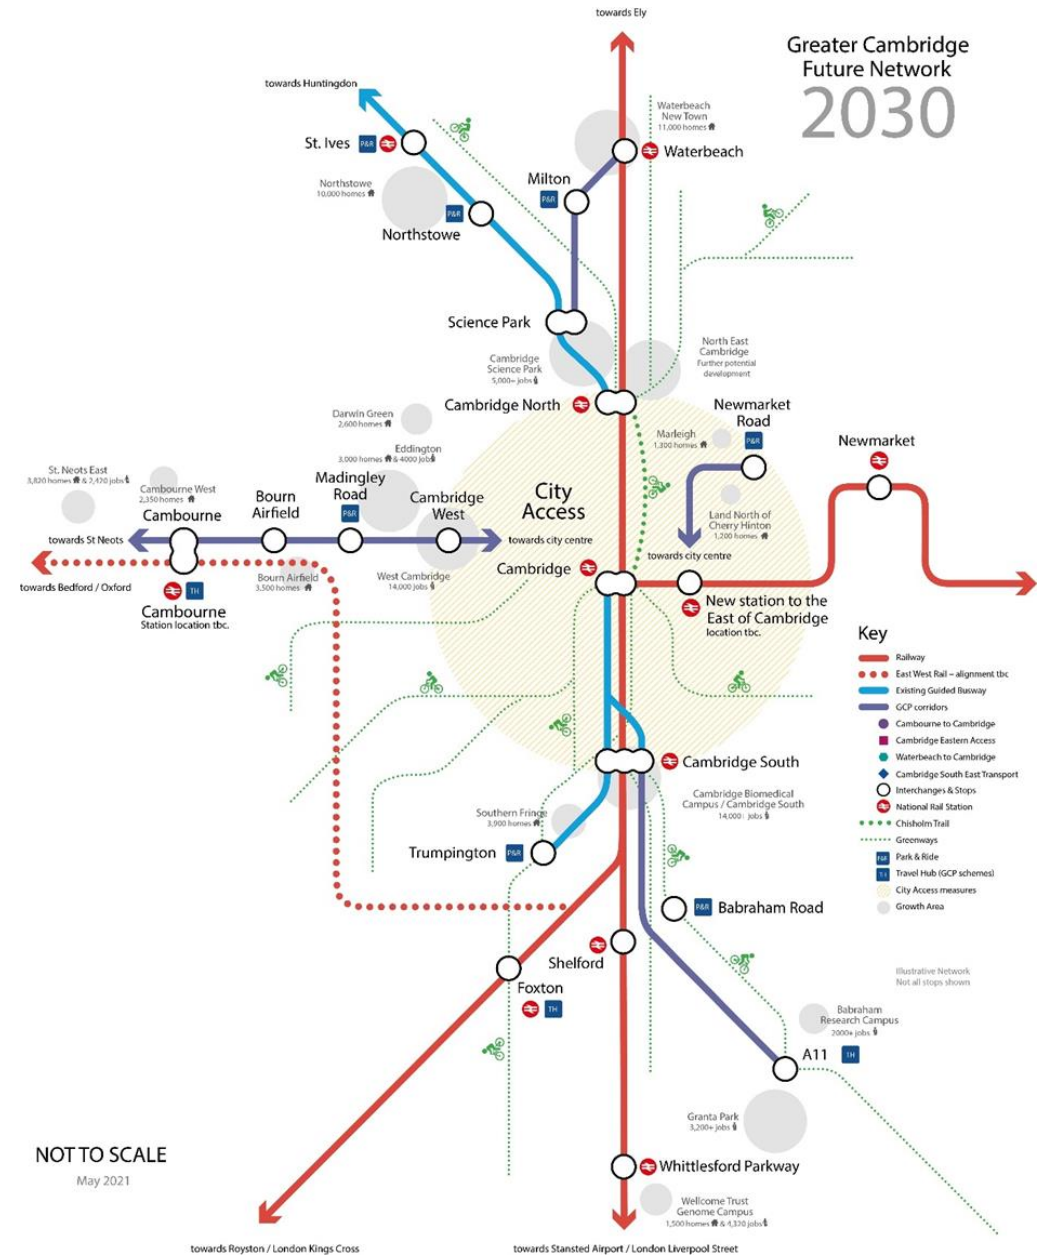 towards Ely
Greater Cambridge
Future Network
2030
towards Huntingdon
Waterbeach
New Town
11,000 homes
St. Ives
P&R
Waterbeach
Milton
P&R
Northstowe
10,000 homes
P&R
Northstowe
Science Park
Cambridge
Science Park
5,000+ jobs
North East
Cambridge
Further potential
development
Cambridge North
Darwin Green
2,600 homes
Newmarket
Road
P&R
Marleigh
1,300 homes
Newmarket
Eddington
3,000 homes & 4000 jobs
St. Neots East
3,820 homes & 2,420 jobs
Cambourne West
2,350 homes
Cambourne
Bourn
Airfield
Madingley
Road
P&R
Cambridge
West
City
Access
Land North of
Cherry Hinton
1,200 homes
towards St Neots
towards city centre
towards city centre
Cambridge
towards Bedford / Oxford
Bourn Airfield
3,500 homes
West Cambridge
14,000 jobs
TH
Cambourne
Station location tbc.
New station to the
East of Cambridge
location tbc.
Key
Railway
East West Rail – alignment tbc
Existing Guided Busway
GCP corridors
Cambourne to Cambridge
Cambridge Eastern Access
Waterbeach to Cambridge
Cambridge South East Transport
Interchanges & Stops
National Rail Station
Chisholm Trail
Greenways
P&R Park & Ride
TH Travel Hub (GCP schemes)
City Access measures
Growth Area
Cambridge South
Cambridge Biomedical
Campus / Cambridge South
14,000 jobs
Southern Fringe
3,900 homes
Trumpington
P&R
P&R
Babraham Road
Shelford
Foxton
TH
Illustrative Network
Not all stops shown
Babraham
Research Campus
2000+ jobs
A11
TH
Granta Park
3,200+ jobs
NOT TO SCALE
May 2021
Whittlesford Parkway
Wellcome Trust
Genome Campus
1,500 homes & 4,320 jobs
towards Royston / London Kings Cross
towards Stansted Airport / London Liverpool Street